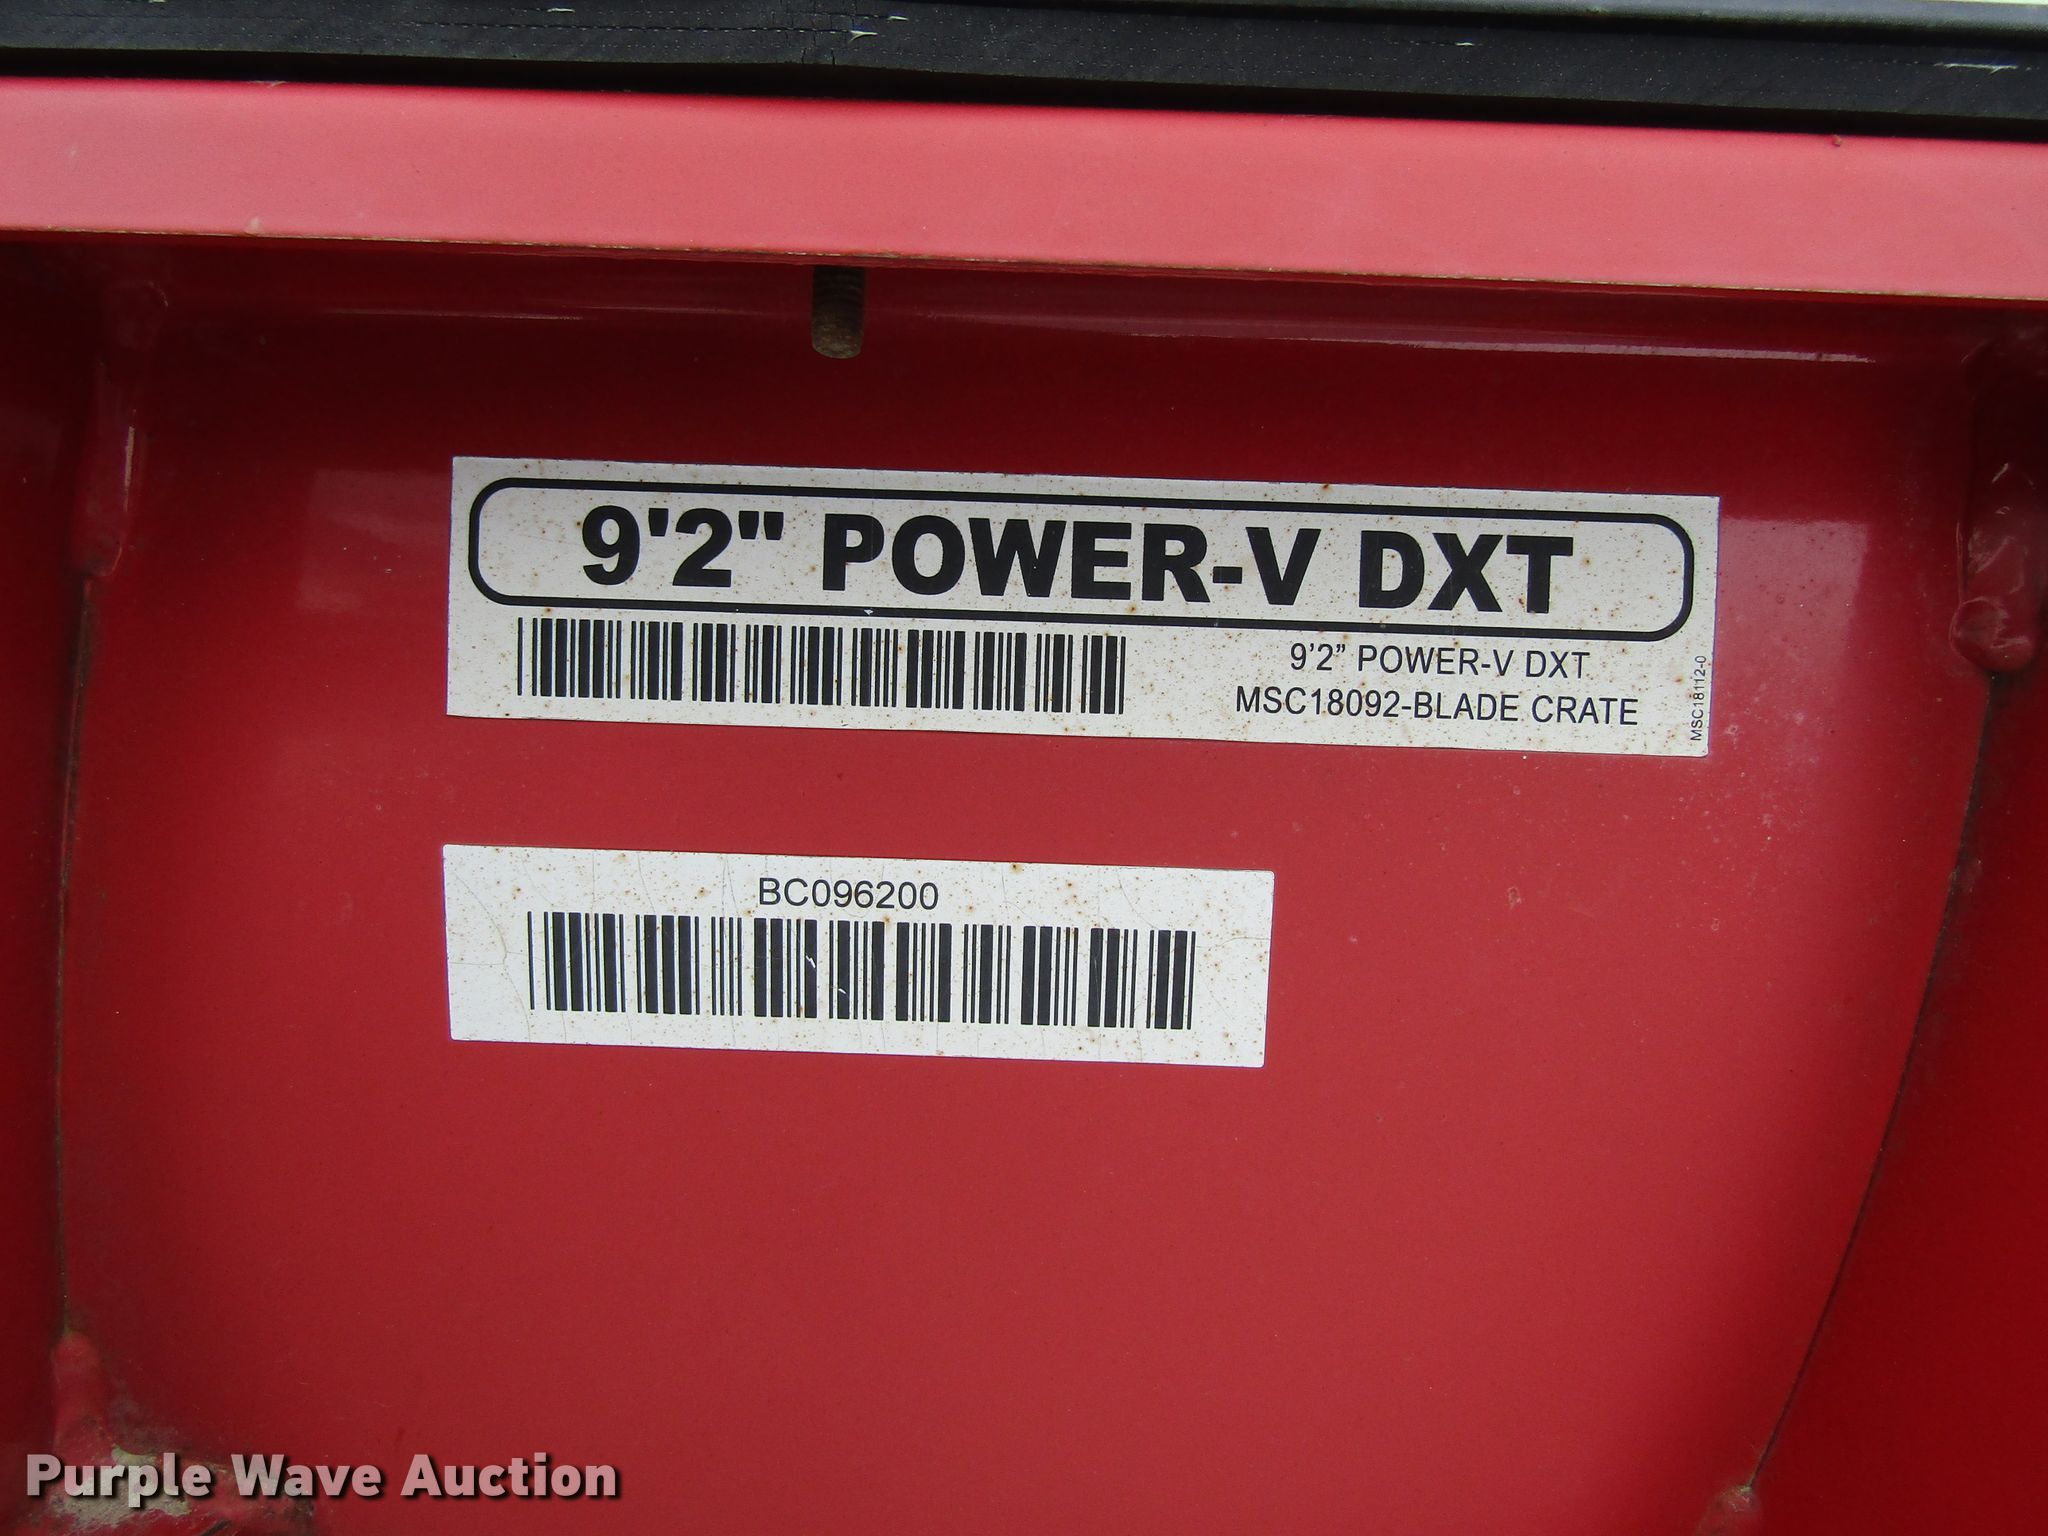 9'2" POWER-V DXT
9'2” POWER-V DXT
MSC18092-BLADE CRATE
MSC18112-0
BC096200
Purple Wave Auction